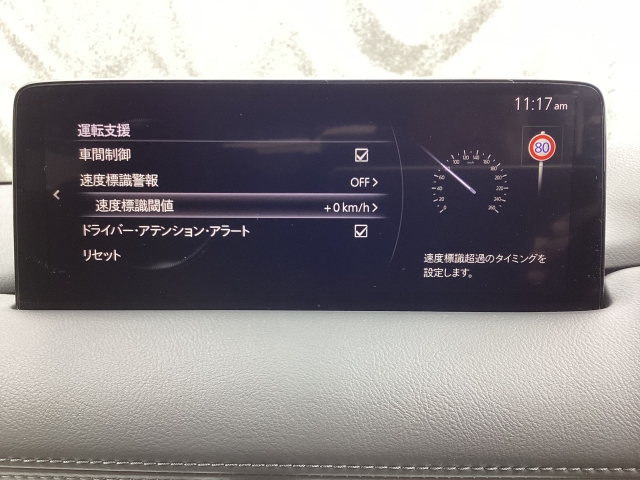 11:17 am
運転支援
車間制御
速度標識警報 OFF
速度標識閾値 +0 km/h
ドライバー・アテンション・アラート
リセット
80
速度標識超過のタイミングを
設定します。